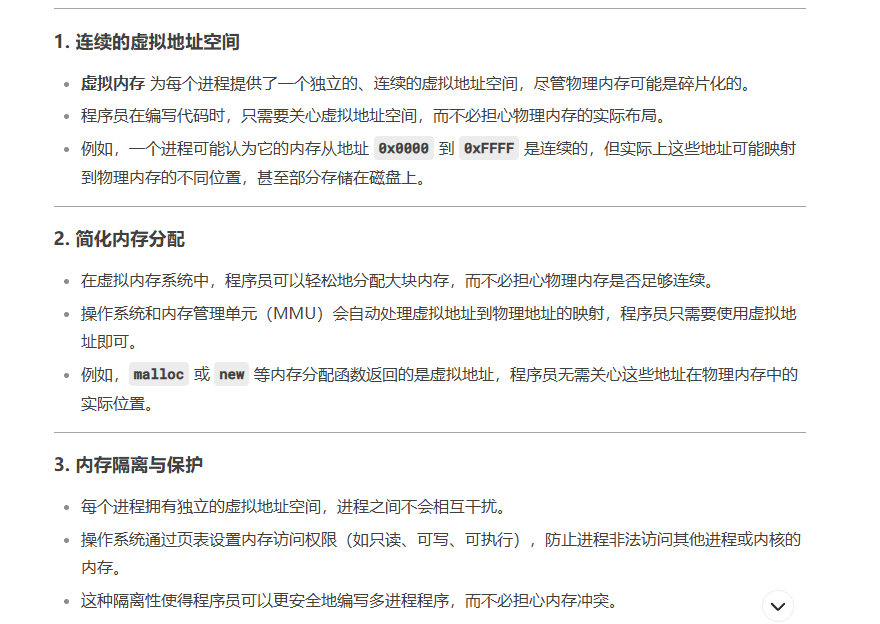 1. 连续的虚拟地址空间
虚拟内存 为每个进程提供了一个独立的、连续的虚拟地址空间，尽管物理内存可能是碎片化的。
程序员在编写代码时，只需要关心虚拟地址空间，而不必担心物理内存的实际布局。
例如，一个进程可能认为它的内存从地址 0x0000 到 0xFFFF 是连续的，但实际上这些地址可能映射
到物理内存的不同位置，甚至部分存储在磁盘上。
2. 简化内存分配
在虚拟内存系统中，程序员可以轻松地分配大块内存，而不必担心物理内存是否足够连续。
操作系统和内存管理单元（MMU）会自动处理虚拟地址到物理地址的映射，程序员只需要使用虚拟地
址即可。
例如，malloc 或 new 等内存分配函数返回的是虚拟地址，程序员无需关心这些地址在物理内存中的
实际位置。
3. 内存隔离与保护
每个进程拥有独立的虚拟地址空间，进程之间不会相互干扰。
操作系统通过页表设置内存访问权限（如只读、可写、可执行），防止进程非法访问其他进程或内核的
内存。
这种隔离性使得程序员可以更安全地编写多进程程序，而不必担心内存冲突。